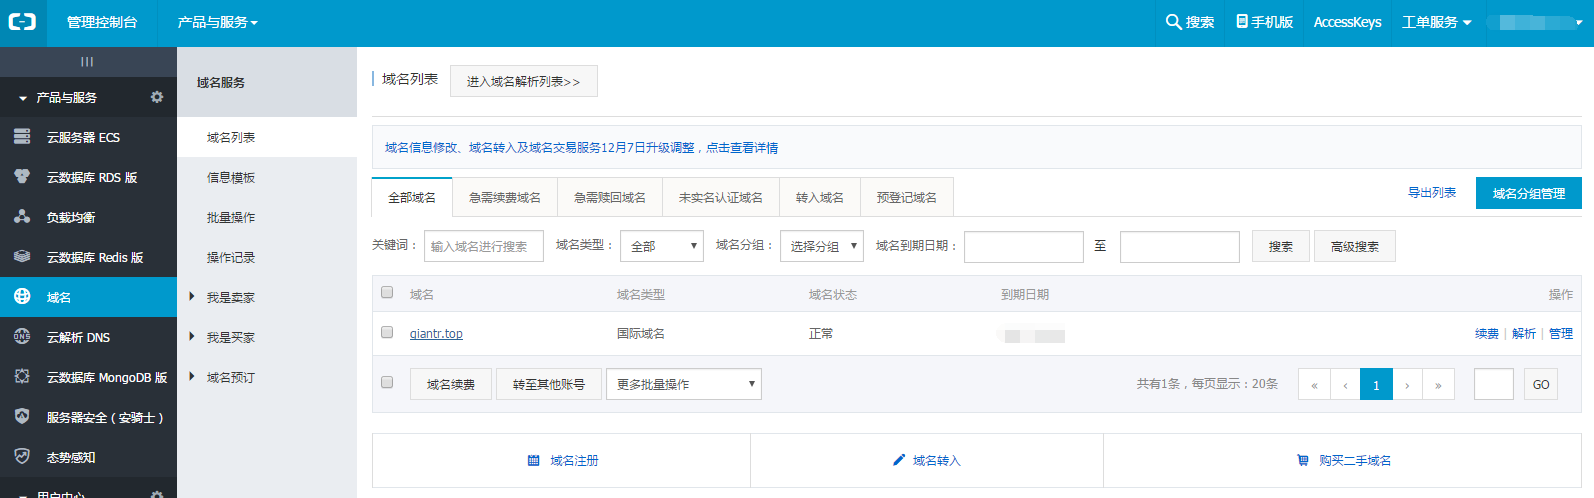 管理控制台 产品与服务 搜索 手机版 AccessKeys 工单服务
产品与服务
云服务器 ECS
云数据库 RDS 版
负载均衡
云数据库 Redis 版
域名
云解析 DNS
云数据库 MongoDB 版
服务器安全（安骑士）
态势感知
用户中心
域名服务
域名列表
信息模板
批量操作
操作记录
我是卖家
我是买家
域名预订
域名列表 进入域名解析列表>>
域名信息修改、域名转入及域名交易服务12月7日升级调整，点击查看详情
全部域名 急需续费域名 急需赎回域名 未实名认证域名 转入域名 预登记域名 导出列表 域名分组管理
关键词： 输入域名进行搜索 域名类型： 全部 域名分组： 选择分组 域名到期日期： 至 搜索 高级搜索
域名 域名类型 域名状态 到期日期 操作
qiantr.top 国际域名 正常 续费 | 解析 | 管理
域名续费 转至其他账号 更多批量操作 共有1条，每页显示：20条 « ‹ 1 › » GO
域名注册 域名转入 购买二手域名